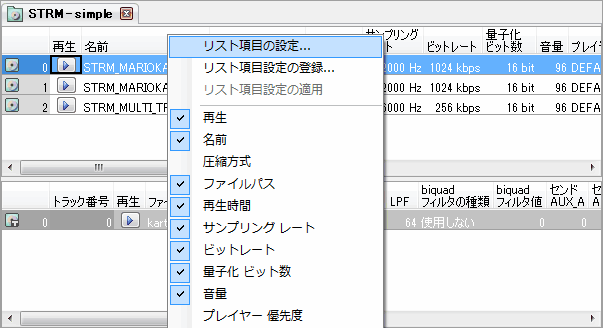 STRM-simple
再生 名前 サンプリング ビットレート 量子化 ビット数 音量 プレイヤ
0 STRM_MARIOKA 2000 Hz 1024 kbps 16 bit 96 DEFA
1 STRM_MARIOKA 2000 Hz 1024 kbps 16 bit 96 DEFA
2 STRM_MULTI_TR 6000 Hz 256 kbps 16 bit 96 DEFA
リスト項目の設定...
リスト項目設定の登録...
リスト項目設定の適用
再生
名前
圧縮方式
ファイルパス
再生時間
サンプリング レート
ビットレート
量子化 ビット数
音量
プレイヤー 優先度
トラック番号 再生 ファイ LPF biquad フィルタの種類 biquad フィルタ値 センド AUX_A
0 0 kart 64 使用しない 0 0